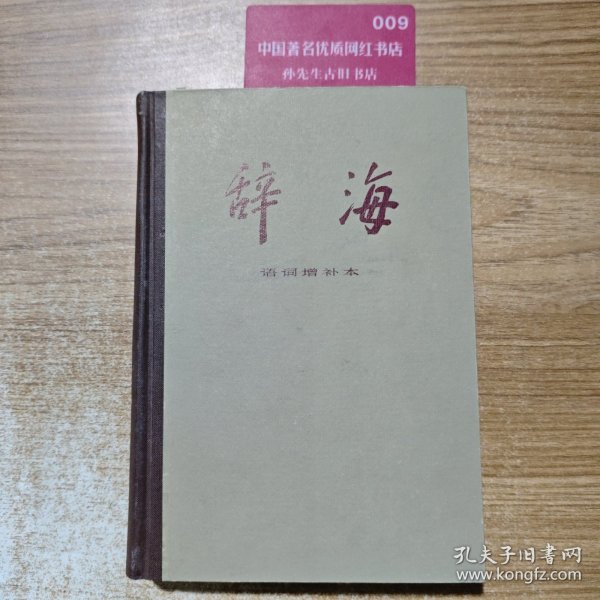 009
中国著名优质网红书店
孙先生古旧书店
辞海
语词增补本
孔夫子旧书网
www.kongfz.com